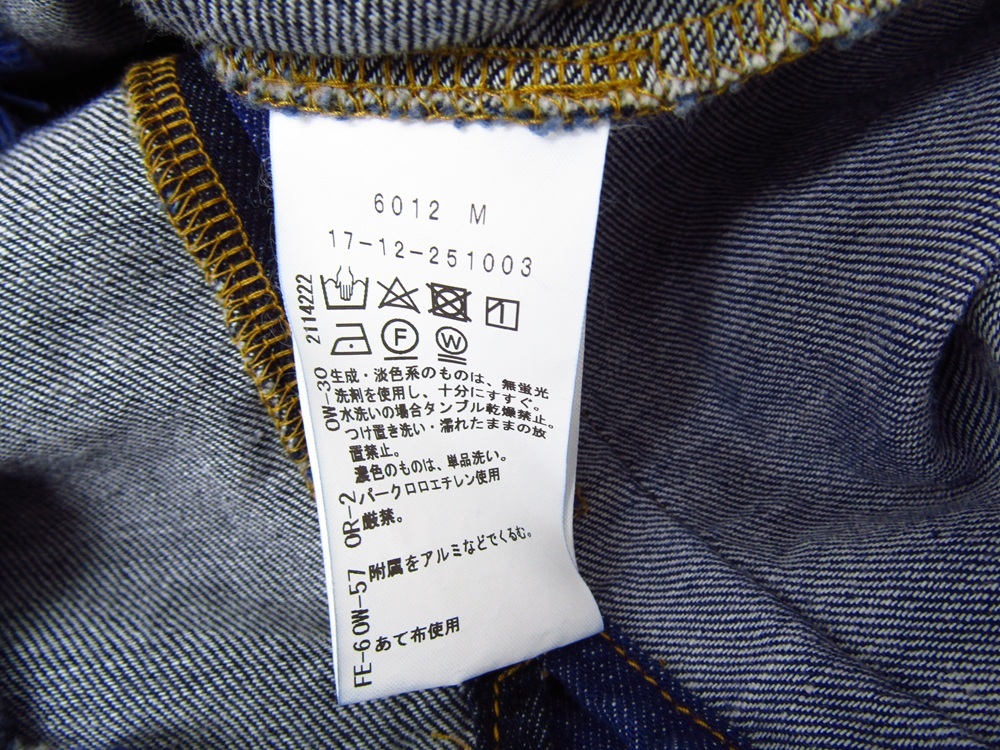 6012 M
17-12-251003
2114222
1
F
W
OW-30
生成・淡色系のものは、無蛍光
洗剤を使用し、十分にすすぐ。
水洗いの場合タンブル乾燥禁止。
つけ置き洗い・濡れたままの放
置禁止。
濃色のものは、単品洗い。
OR-2
パークロロエチレン使用
厳禁。
OW-57
附属をアルミなどでくるむ。
FE-6
あて布使用